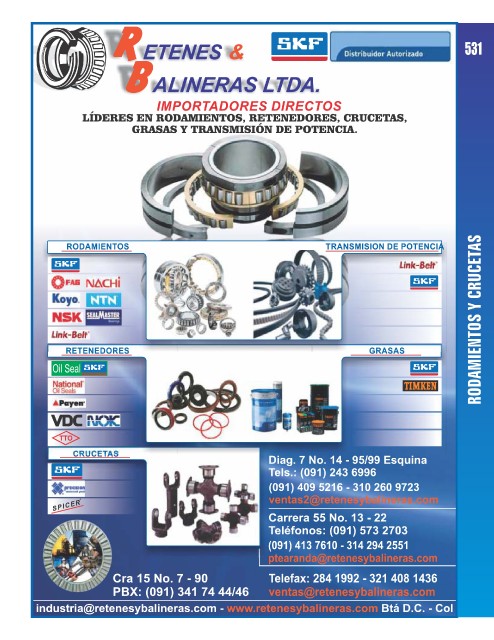 RETENES &
BALINERAS LTDA.
SKF
Distribuidor Autorizado
531
IMPORTADORES DIRECTOS
LÍDERES EN RODAMIENTOS, RETENEDORES, CRUCETAS,
GRASAS Y TRANSMISIÓN DE POTENCIA.
RODAMIENTOS
SKF
FAG NACHi
Koyo NTN
NSK SEALMASTER
Link-Belt
TRANSMISION DE POTENCIA
Link-Belt
SKF
RETENEDORES
Oil Seal SKF
National
Oil Seals
Payen
VDC NOK
TTO
GRASAS
SKF
TIMKEN
CRUCETAS
SKF
SPICER
Diag. 7 No. 14 - 95/99 Esquina
Tels.: (091) 243 6996
(091) 409 5216 - 310 260 9723
ventas2@retenesybalineras.com
Carrera 55 No. 13 - 22
Teléfonos: (091) 573 2703
(091) 413 7610 - 314 294 2551
ptearanda@retenesybalineras.com
Cra 15 No. 7 - 90
PBX: (091) 341 74 44/46
Telefax: 284 1992 - 321 408 1436
ventas@retenesybalineras.com
industria@retenesybalineras.com - www.retenesybalineras.com Btá D.C. - Col
RODAMIENTOS Y CRUCETAS